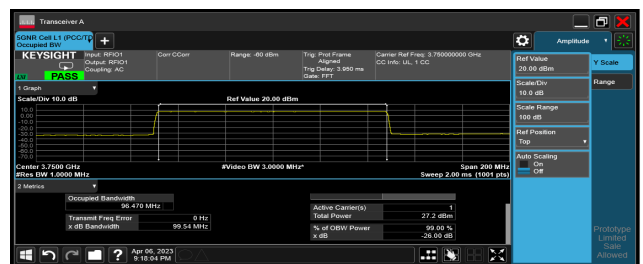 Transceiver A
5GNR Cell L1 (PCC/TD
Occupied BW
+
Amplitude
KEYSIGHT
PASS
Input: RFIO1
Output: RFIO1
Coupling: AC
Corr CCorr
Range: -60 dBm
Trig: Prot Frame
Aligned
Trig Delay: 3.950 ms
Gate: FFT
Carrier Ref Freq: 3.750000000 GHz
CC Info: UL, 1 CC
1 Graph
Scale/Div 10.0 dB
Ref Value 20.00 dBm
10.0
0.00
-10.0
-20.0
-30.0
-40.0
-50.0
-60.0
-70.0
Center 3.7500 GHz
#Video BW 3.0000 MHz*
Span 200 MHz
#Res BW 1.0000 MHz
Sweep 2.00 ms (1001 pts)
2 Metrics
Occupied Bandwidth
96.470 MHz
Transmit Freq Error 0 Hz
x dB Bandwidth 99.54 MHz
Active Carrier(s) 1
Total Power 27.2 dBm
% of OBW Power 99.00 %
x dB -26.00 dB
Ref Value
20.00 dBm
Scale/Div
10.0 dB
Scale Range
100 dB
Ref Position
Top
Auto Scaling
On
Off
Y Scale
Range
Prototype
Limited
Sale
Allowed
?
Apr 06, 2023
9:18:04 PM